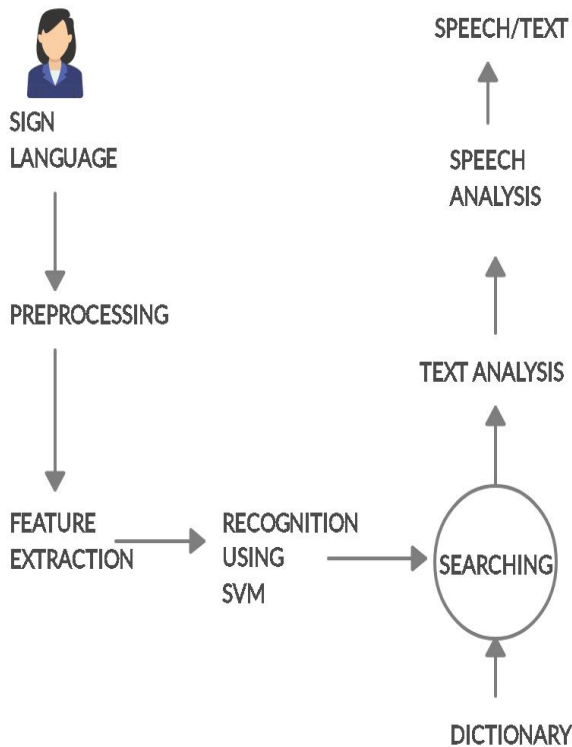 SIGN
LANGUAGE
PREPROCESSING
FEATURE
EXTRACTION
RECOGNITION
USING
SVM
SEARCHING
DICTIONARY
TEXT ANALYSIS
SPEECH
ANALYSIS
SPEECH/TEXT